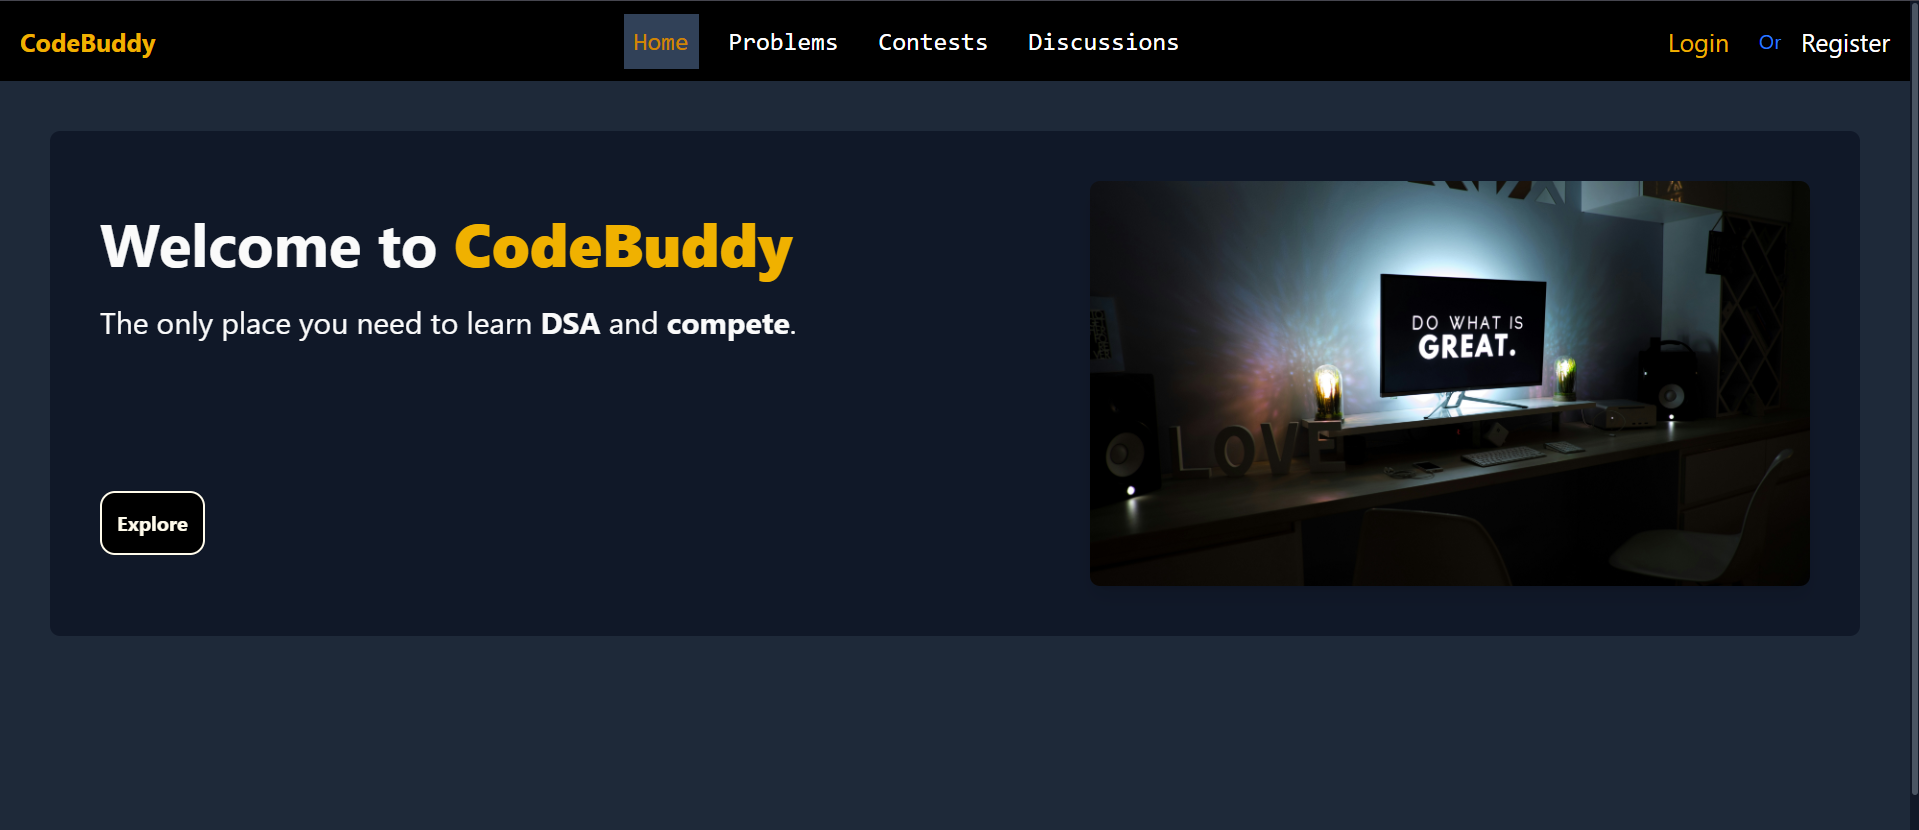 CodeBuddy
Home Problems Contests Discussions
Login Or Register
Welcome to CodeBuddy
The only place you need to learn DSA and compete.
Explore
DO WHAT IS
GREAT.
LOVE